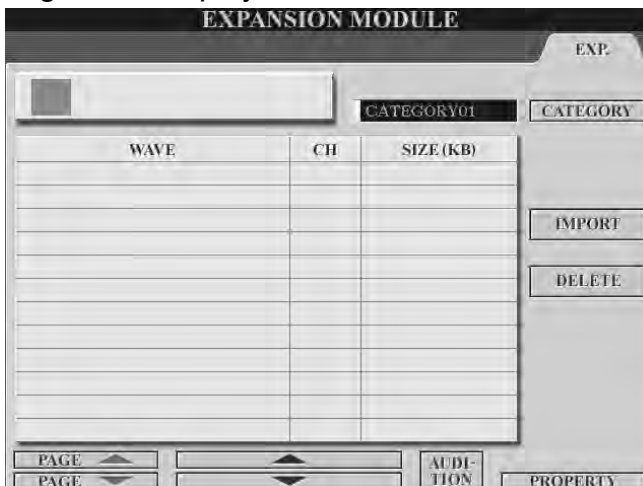 EXPANSION MODULE
EXP.
CATEGORY01
CATEGORY
WAVE CH SIZE (KB)
IMPORT
DELETE
PAGE
AUDI-
TION
PAGE
PROPERTY